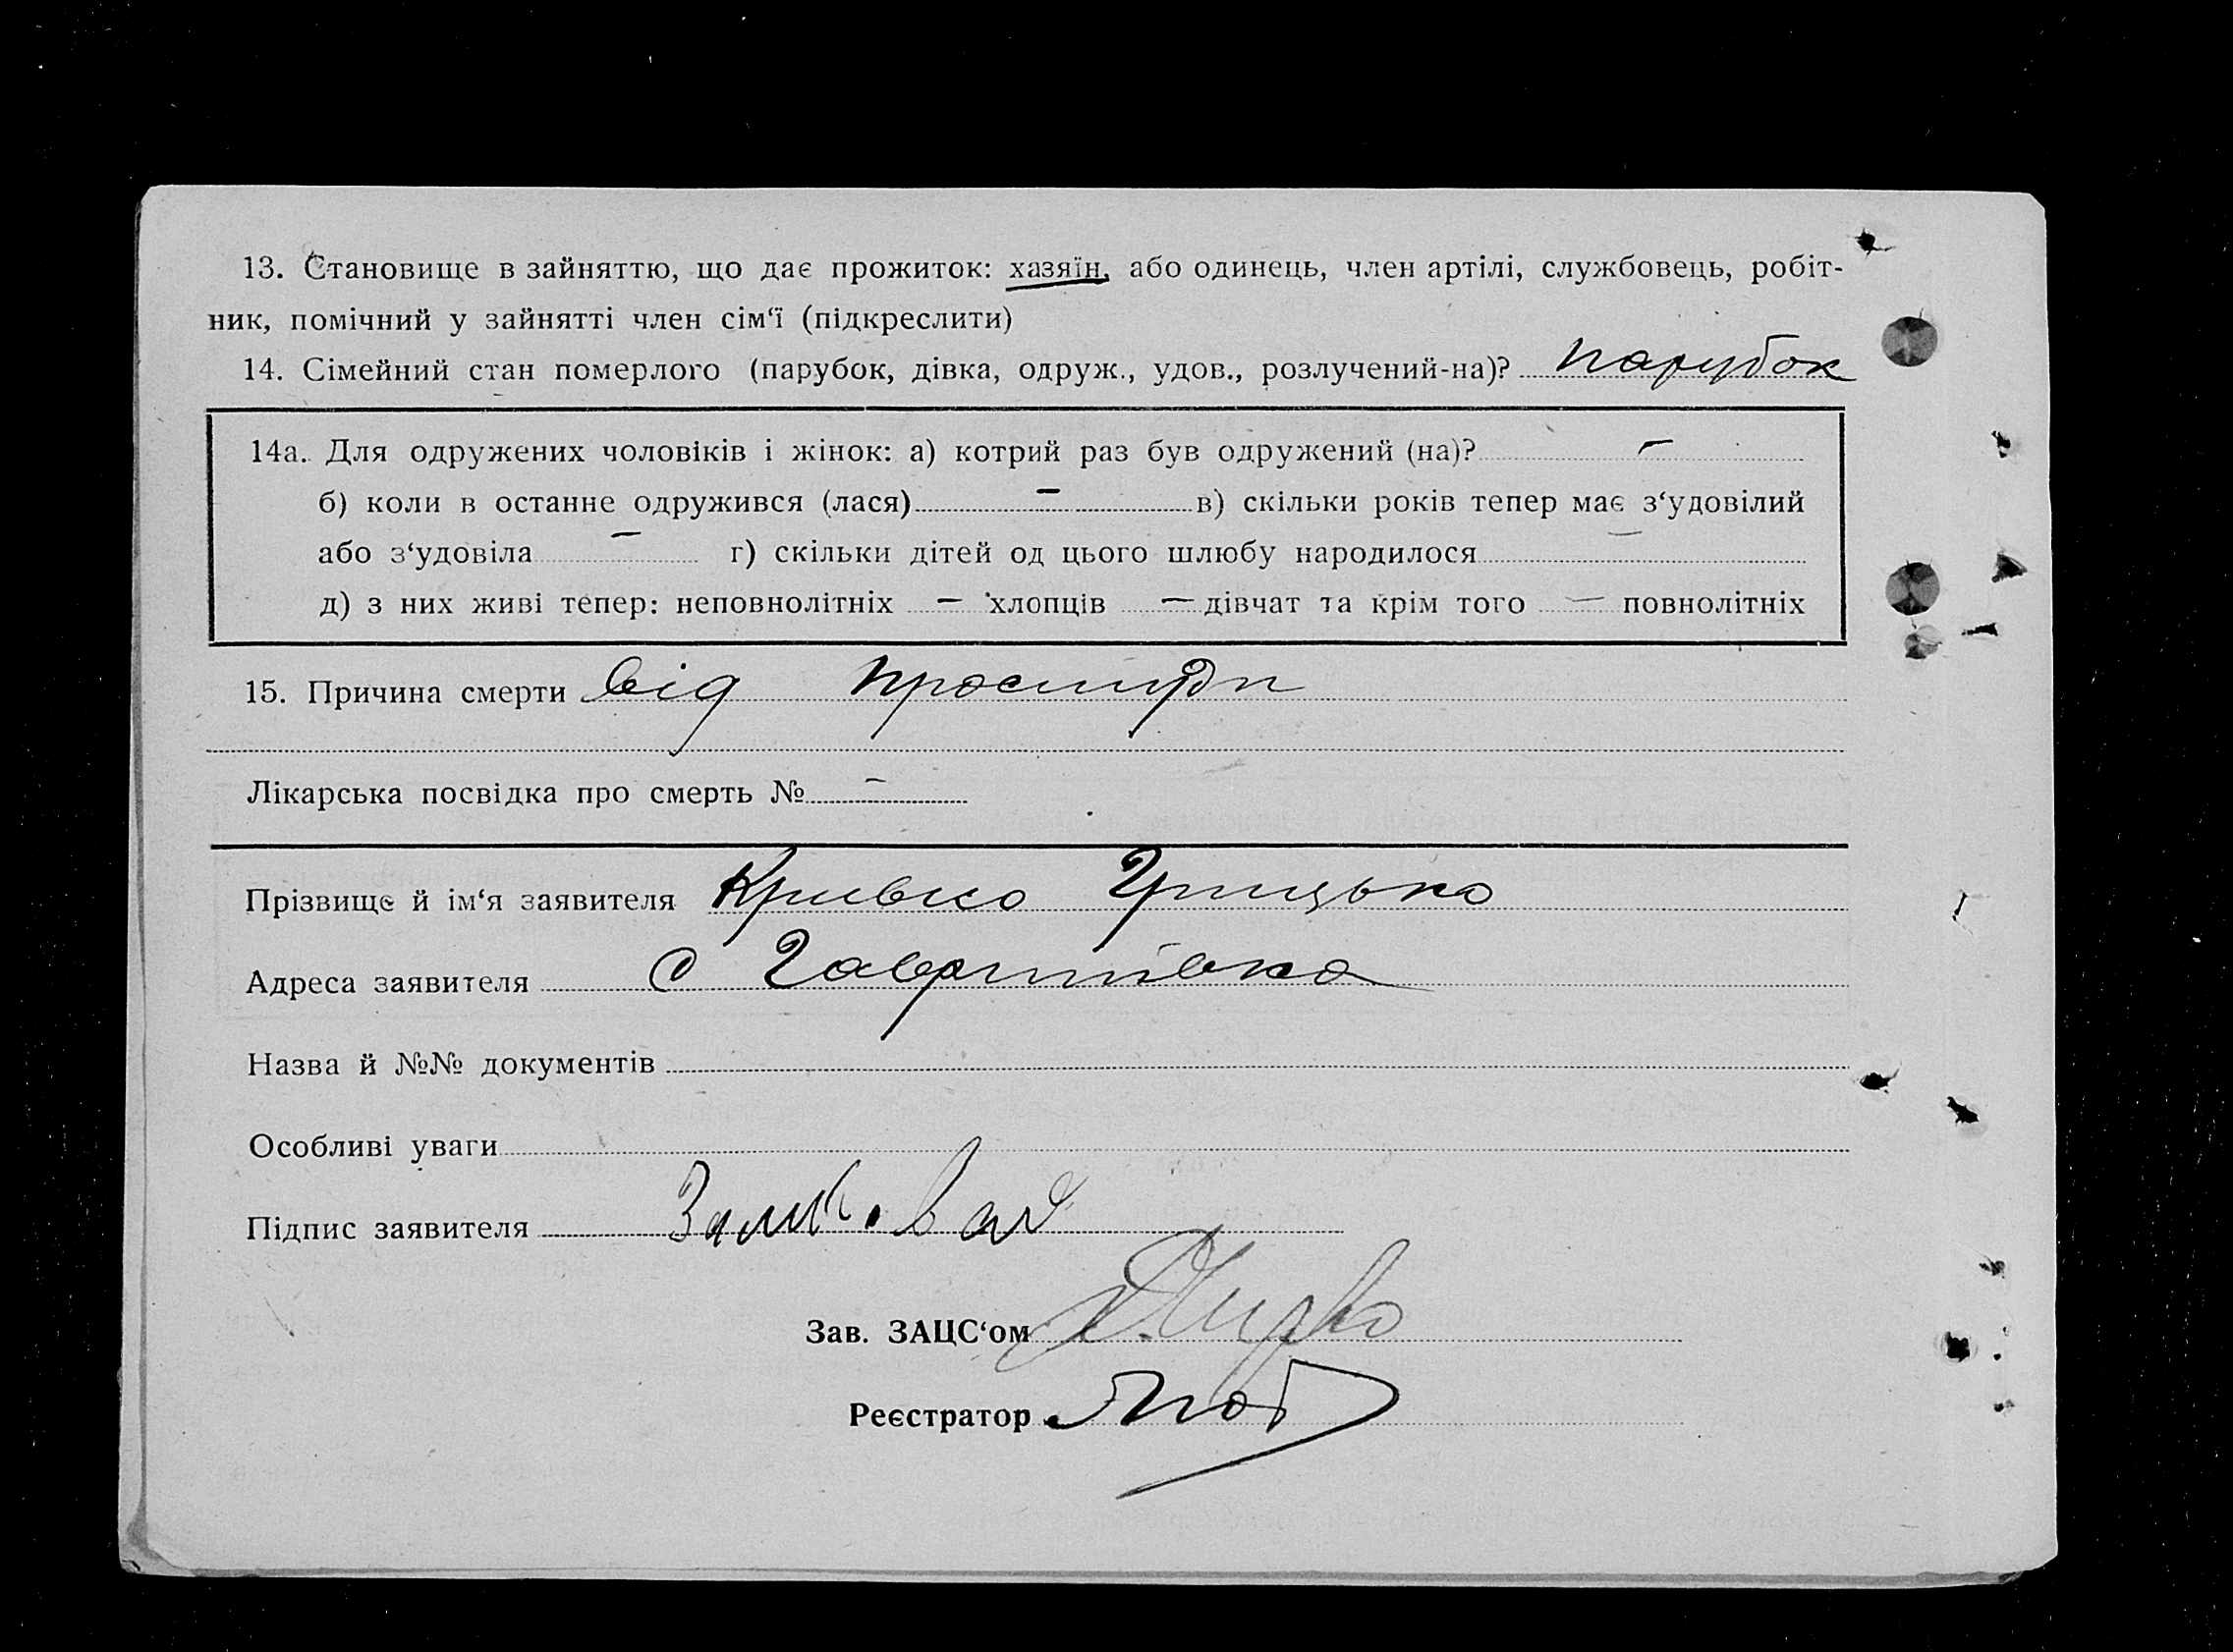 13. Становище в зайняттю, що дає прожиток: хазяїн, або одинець, член артілі, службовець, робіт-
ник, помічний у зайнятті член сім‘ї (підкреслити)
14. Сімейний стан померлого (парубок, дівка, одруж., удов., розлучений-на)? парубок
14а. Для одружених чоловіків і жінок: а) котрий раз був одружений (на)? —
б) коли в останне одружився (лася) — в) скільки років тепер має з‘удовілий
або з‘удовіла — г) скільки дітей од цього шлюбу народилося —
д) з них живі тепер: неповнолітніх — хлопців — дівчат та крім того — повнолітніх
15. Причина смерти від простуди
Лікарська посвідка про смерть № —
Прізвище й ім‘я заявителя Кривко Грицько
Адреса заявителя с Гавришівка
Назва й №№ документів
Особливі уваги
Підпис заявителя
Зав. ЗАЦС‘ом
Реєстратор